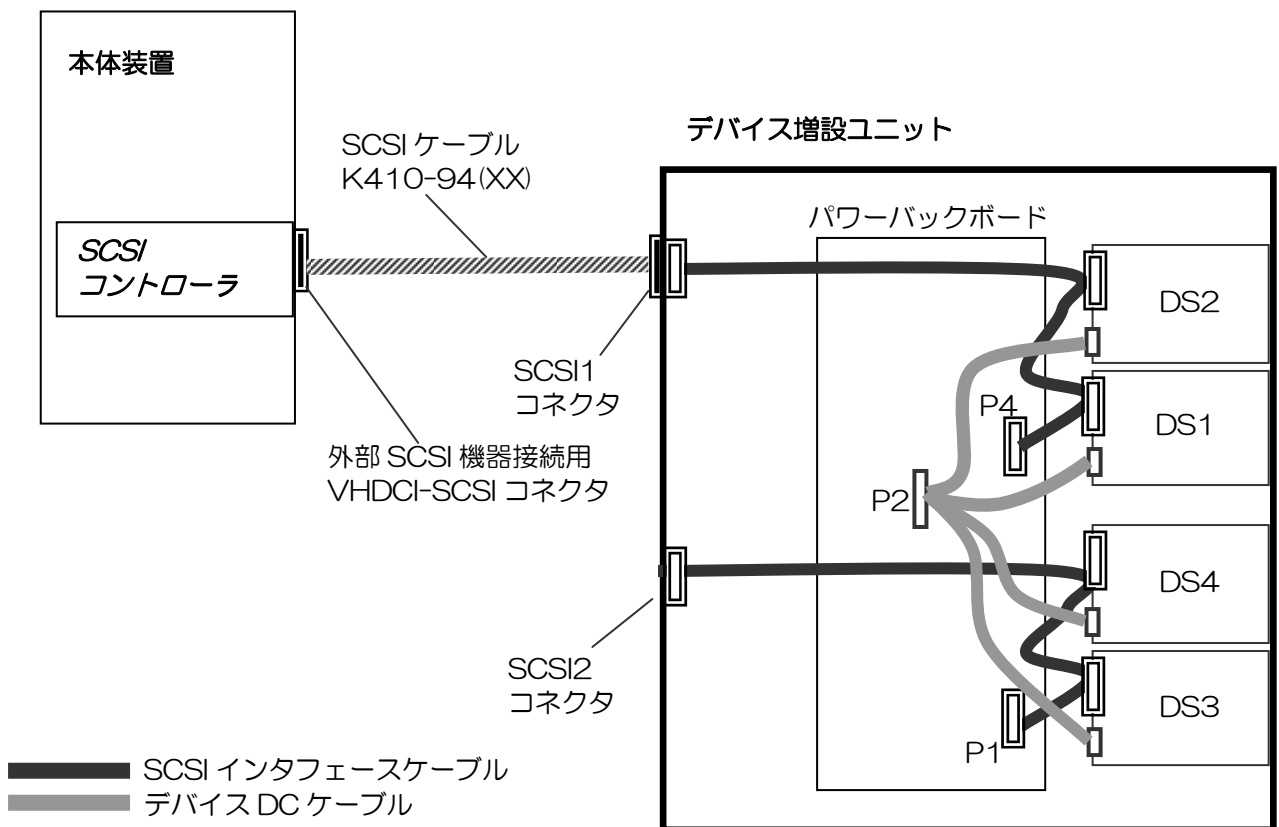 本体装置
SCSI
コントローラ
SCSI ケーブル
K410-94(XX)
デバイス増設ユニット
パワーバックボード
SCSI1
コネクタ
外部 SCSI 機器接続用
VHDCI-SCSI コネクタ
DS2
P4
DS1
P2
DS4
SCSI2
コネクタ
DS3
P1
SCSI インタフェースケーブル
デバイス DC ケーブル